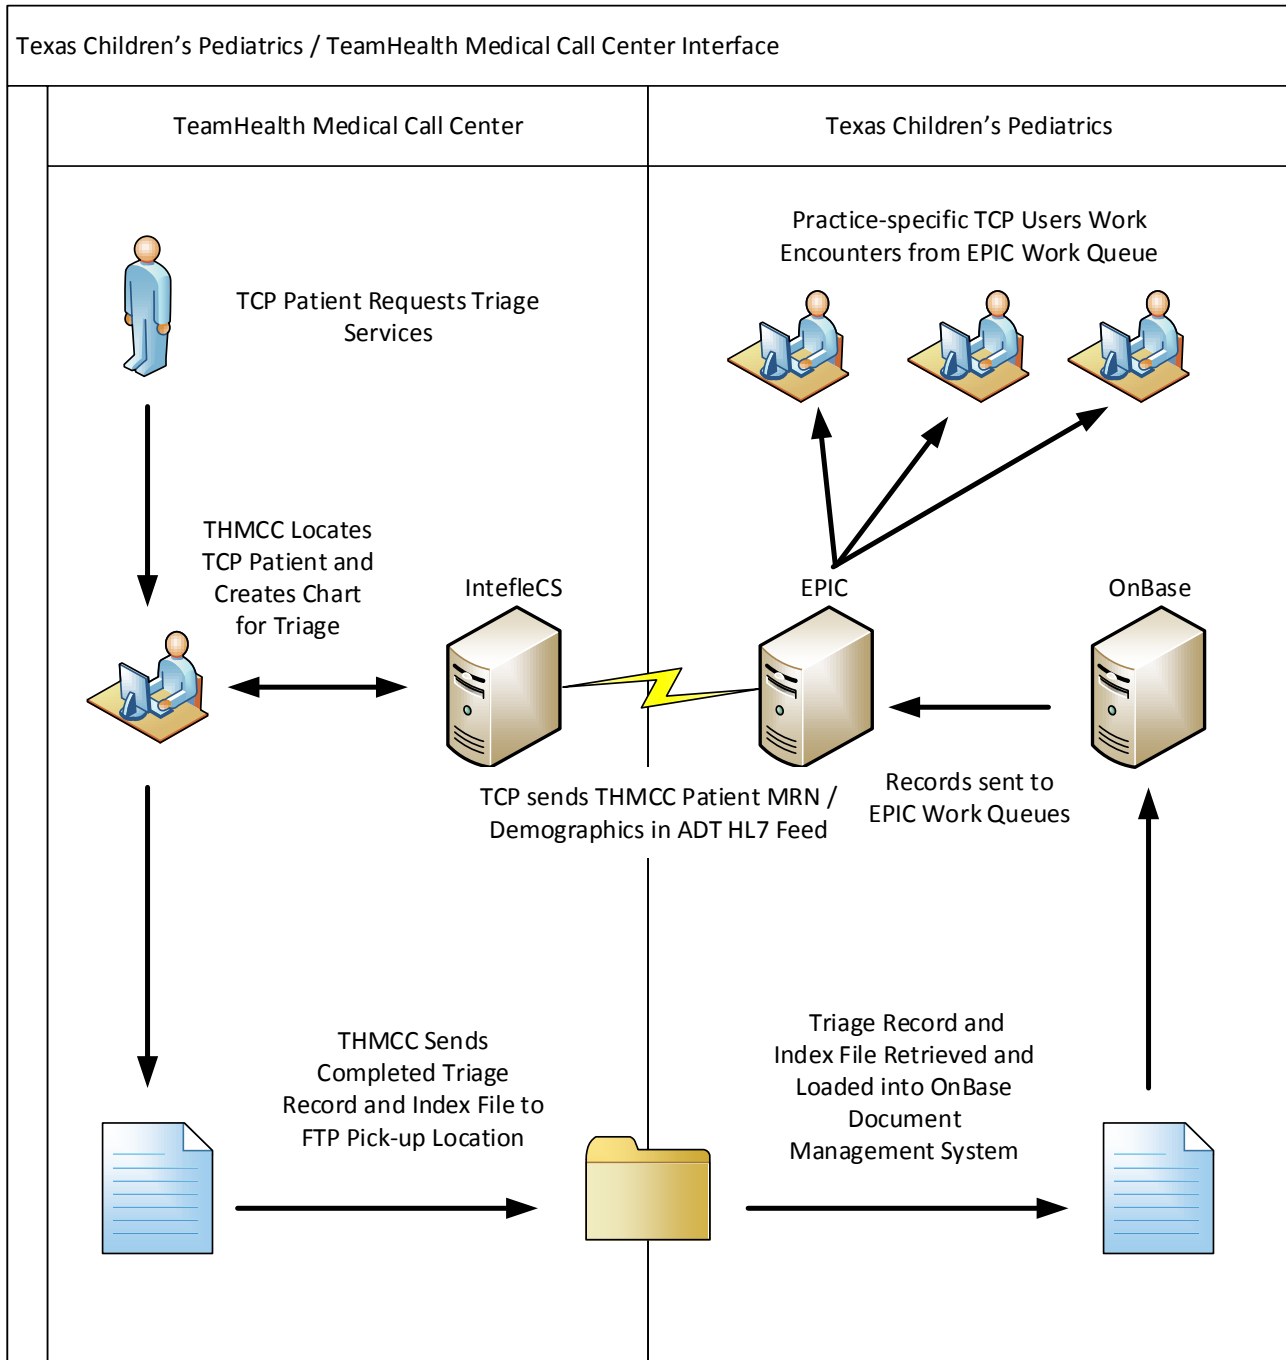 Texas Children's Pediatrics / TeamHealth Medical Call Center Interface
TeamHealth Medical Call Center
Texas Children's Pediatrics
TCP Patient Requests Triage
Services
Practice-specific TCP Users Work
Encounters from EPIC Work Queue
THMCC Locates
TCP Patient and
Creates Chart
for Triage
IntefleCS
EPIC
OnBase
TCP sends THMCC Patient MRN /
Demographics in ADT HL7 Feed
Records sent to
EPIC Work Queues
THMCC Sends
Completed Triage
Record and Index File to
FTP Pick-up Location
Triage Record and
Index File Retrieved and
Loaded into OnBase
Document
Management System